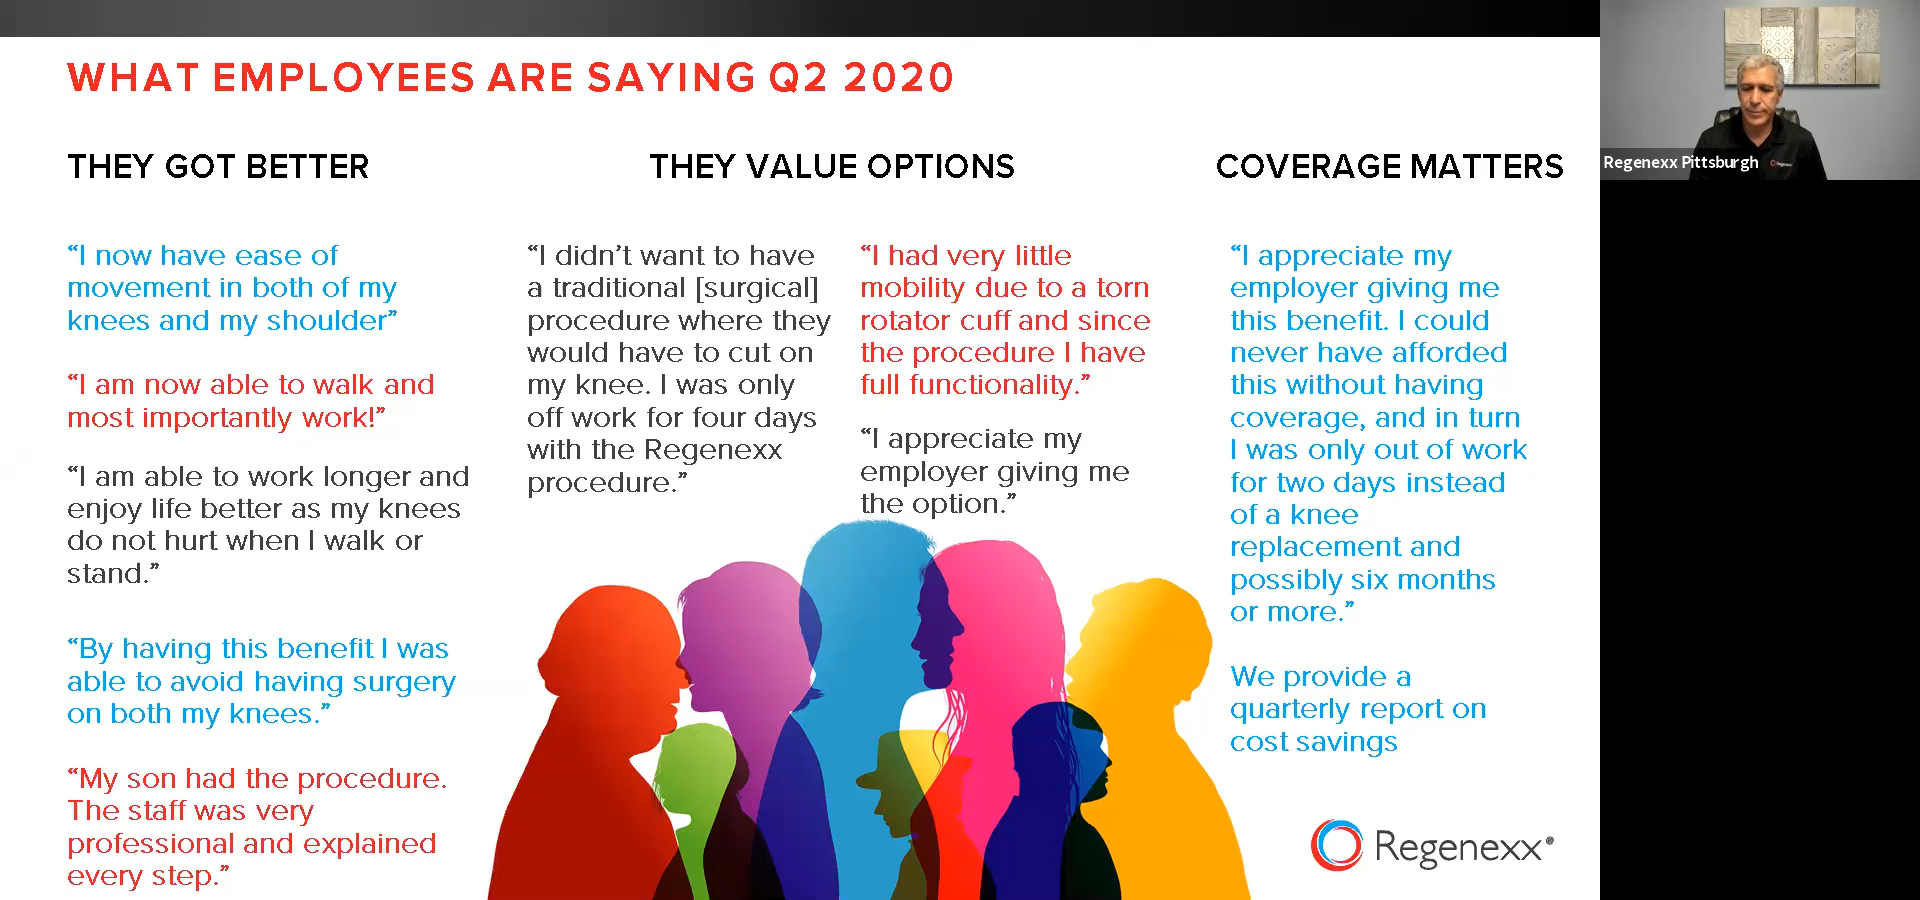 WHAT EMPLOYEES ARE SAYING Q2 2020
THEY GOT BETTER
“I now have ease of
movement in both of my
knees and my shoulder”
“I am now able to walk and
most importantly work!”
“I am able to work longer and
enjoy life better as my knees
do not hurt when I walk or
stand.”
“By having this benefit I was
able to avoid having surgery
on both my knees.”
“My son had the procedure.
The staff was very
professional and explained
every step.”
THEY VALUE OPTIONS
“I didn’t want to have
a traditional [surgical]
procedure where they
would have to cut on
my knee. I was only
off work for four days
with the Regenexx
procedure.”
“I had very little
mobility due to a torn
rotator cuff and since
the procedure I have
full functionality.”
“I appreciate my
employer giving me
the option.”
COVERAGE MATTERS
“I appreciate my
employer giving me
this benefit. I could
never have afforded
this without having
coverage, and in turn
I was only out of work
for two days instead
of a knee
replacement and
possibly six months
or more.”
We provide a
quarterly report on
cost savings
Regenexx®
Regenexx Pittsburgh
Regenexx